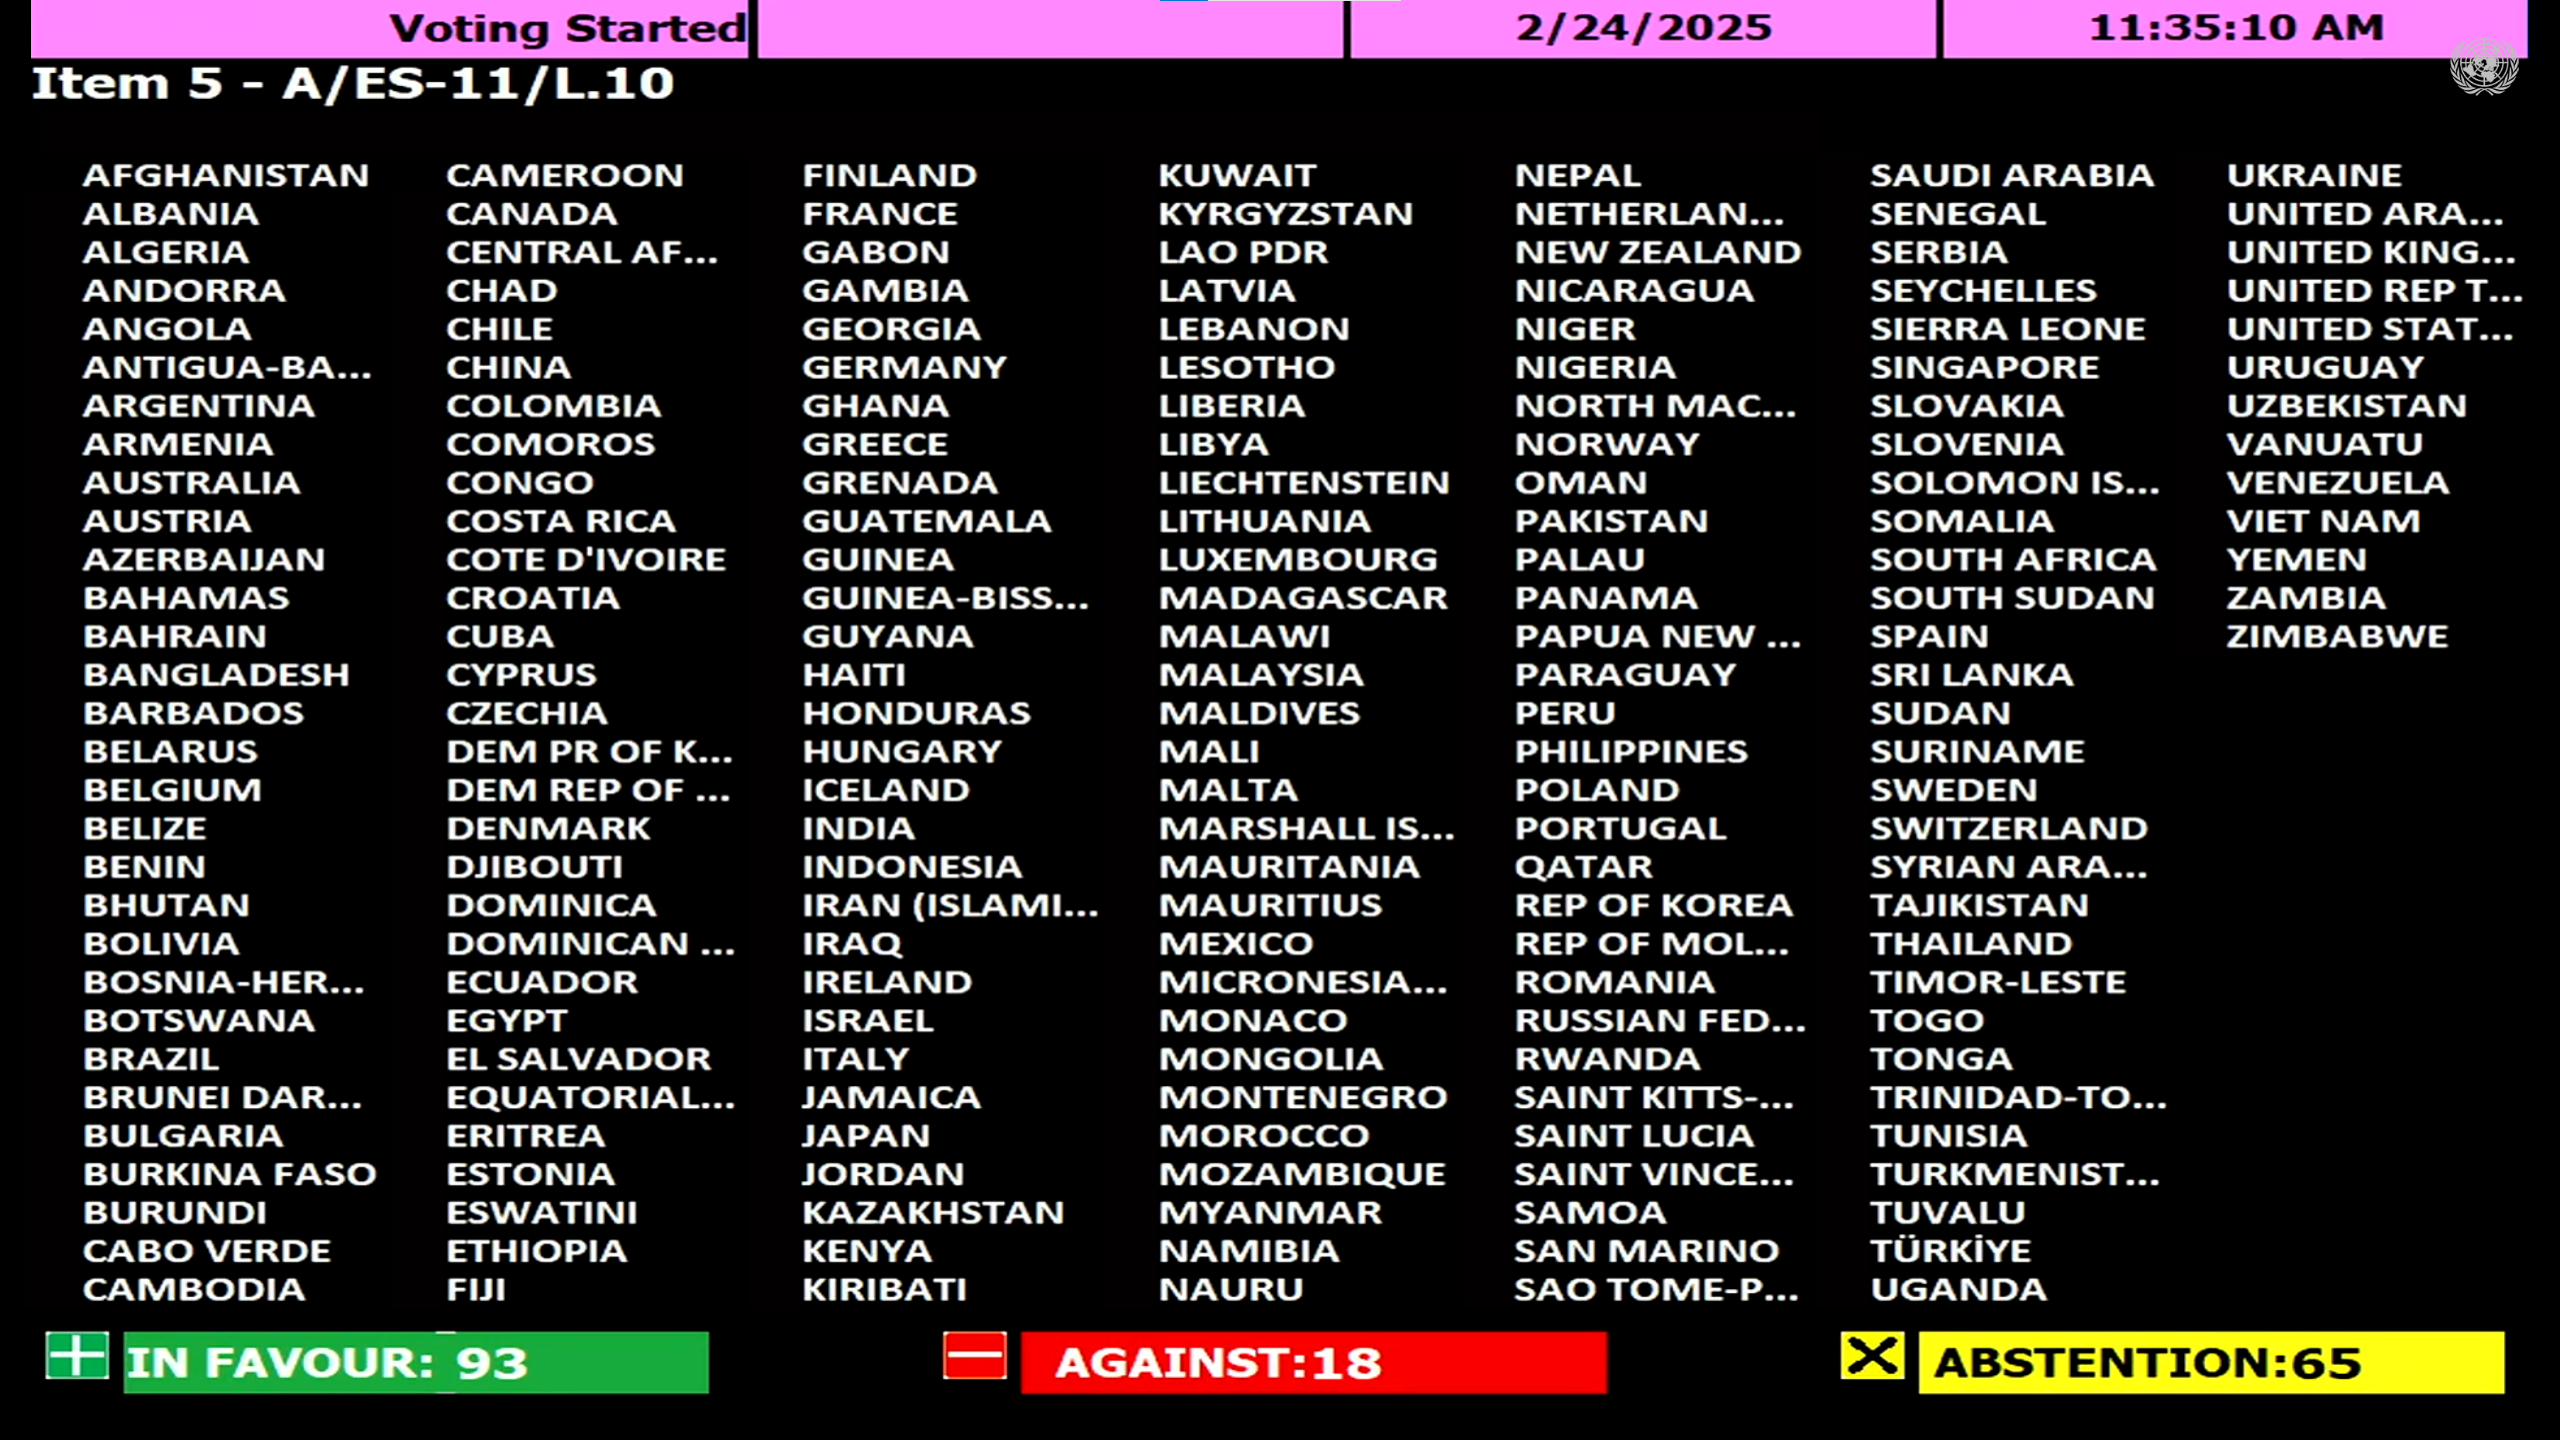 Voting Started
2/24/2025
11:35:10 AM
Item 5 - A/ES-11/L.10
AFGHANISTAN
ALBANIA
ALGERIA
ANDORRA
ANGOLA
ANTIGUA-BA...
ARGENTINA
ARMENIA
AUSTRALIA
AUSTRIA
AZERBAIJAN
BAHAMAS
BAHRAIN
BANGLADESH
BARBADOS
BELARUS
BELGIUM
BELIZE
BENIN
BHUTAN
BOLIVIA
BOSNIA-HER...
BOTSWANA
BRAZIL
BRUNEI DAR...
BULGARIA
BURKINA FASO
BURUNDI
CABO VERDE
CAMBODIA
CAMEROON
CANADA
CENTRAL AF...
CHAD
CHILE
CHINA
COLOMBIA
COMOROS
CONGO
COSTA RICA
COTE D'IVOIRE
CROATIA
CUBA
CYPRUS
CZECHIA
DEM PR OF K...
DEM REP OF ...
DENMARK
DJIBOUTI
DOMINICA
DOMINICAN ...
ECUADOR
EGYPT
EL SALVADOR
EQUATORIAL...
ERITREA
ESTONIA
ESWATINI
ETHIOPIA
FIJI
FINLAND
FRANCE
GABON
GAMBIA
GEORGIA
GERMANY
GHANA
GREECE
GRENADA
GUATEMALA
GUINEA
GUINEA-BISS...
GUYANA
HAITI
HONDURAS
HUNGARY
ICELAND
INDIA
INDONESIA
IRAN (ISLAMI...
IRAQ
IRELAND
ISRAEL
ITALY
JAMAICA
JAPAN
JORDAN
KAZAKHSTAN
KENYA
KIRIBATI
KUWAIT
KYRGYZSTAN
LAO PDR
LATVIA
LEBANON
LESOTHO
LIBERIA
LIBYA
LIECHTENSTEIN
LITHUANIA
LUXEMBOURG
MADAGASCAR
MALAWI
MALAYSIA
MALDIVES
MALI
MALTA
MARSHALL IS...
MAURITANIA
MAURITIUS
MEXICO
MICRONESIA...
MONACO
MONGOLIA
MONTENEGRO
MOROCCO
MOZAMBIQUE
MYANMAR
NAMIBIA
NAURU
NEPAL
NETHERLAN...
NEW ZEALAND
NICARAGUA
NIGER
NIGERIA
NORTH MAC...
NORWAY
OMAN
PAKISTAN
PALAU
PANAMA
PAPUA NEW ...
PARAGUAY
PERU
PHILIPPINES
POLAND
PORTUGAL
QATAR
REP OF KOREA
REP OF MOL...
ROMANIA
RUSSIAN FED...
RWANDA
SAINT KITTS-...
SAINT LUCIA
SAINT VINCE...
SAMOA
SAN MARINO
SAO TOME-P...
SAUDI ARABIA
SENEGAL
SERBIA
SEYCHELLES
SIERRA LEONE
SINGAPORE
SLOVAKIA
SLOVENIA
SOLOMON IS...
SOMALIA
SOUTH AFRICA
SOUTH SUDAN
SPAIN
SRI LANKA
SUDAN
SURINAME
SWEDEN
SWITZERLAND
SYRIAN ARA...
TAJIKISTAN
THAILAND
TIMOR-LESTE
TOGO
TONGA
TRINIDAD-TO...
TUNISIA
TURKMENIST...
TUVALU
TÜRKİYE
UGANDA
UKRAINE
UNITED ARA...
UNITED KING...
UNITED REP T...
UNITED STAT...
URUGUAY
UZBEKISTAN
VANUATU
VENEZUELA
VIET NAM
YEMEN
ZAMBIA
ZIMBABWE
IN FAVOUR: 93
AGAINST:18
ABSTENTION:65